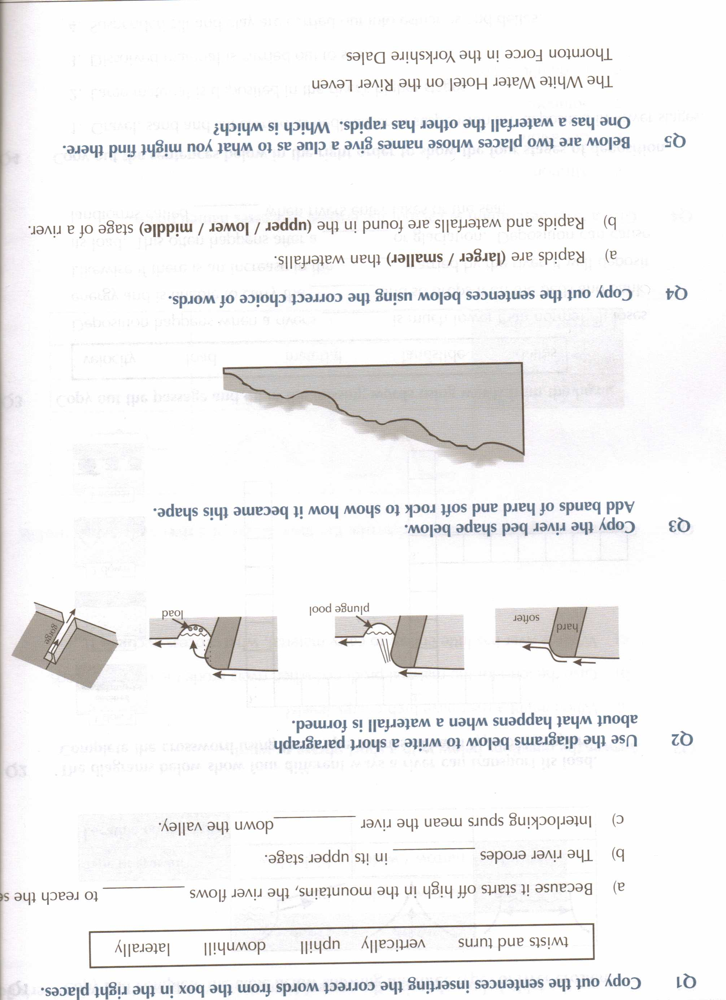 Q1 Copy out the sentences inserting the correct words from the box in the right places.
twists and turns vertically uphill downhill laterally
a) Because it starts off high in the mountains, the river flows __________ to reach the se
b) The river erodes __________ in its upper stage.
c) Interlocking spurs mean the river __________ down the valley.
Q2 Use the diagrams below to write a short paragraph
about what happens when a waterfall is formed.
hard
softer
plunge pool
load
gorge
Q3 Copy the river bed shape below.
Add bands of hard and soft rock to show how it became this shape.
Q4 Copy out the sentences below using the correct choice of words.
a) Rapids are (larger / smaller) than waterfalls.
b) Rapids and waterfalls are found in the (upper / lower / middle) stage of a river.
Q5 Below are two places whose names give a clue as to what you might find there.
One has a waterfall the other has rapids. Which is which?
The White Water Hotel on the River Leven
Thornton Force in the Yorkshire Dales